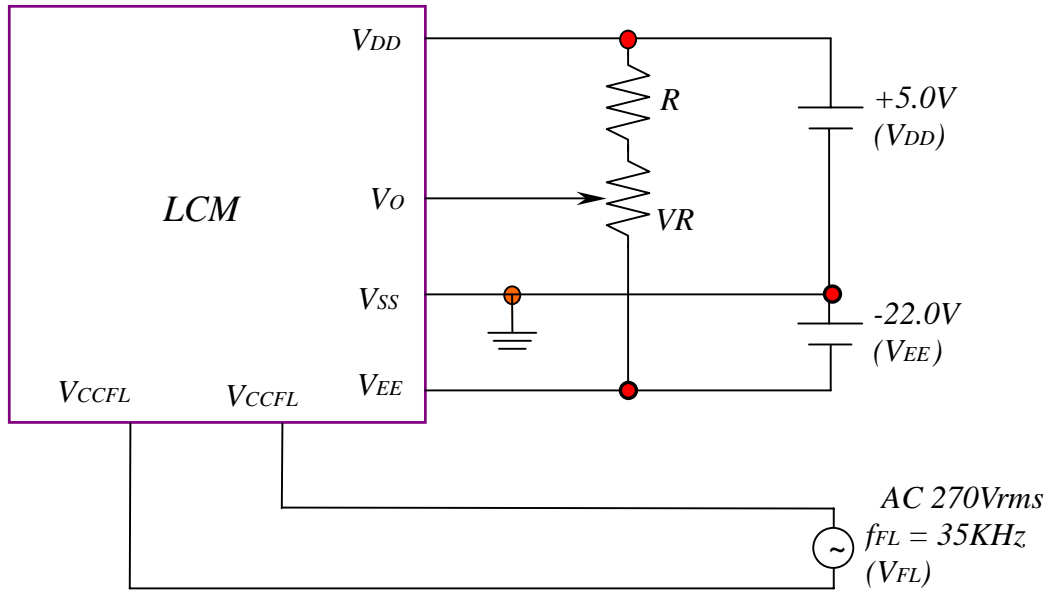 VDD
R
+5.0V
(VDD)
LCM
VO
VR
VSS
-22.0V
(VEE)
VEE
VCCFL
VCCFL
AC 270Vrms
fFL = 35KHz
~
(VFL)